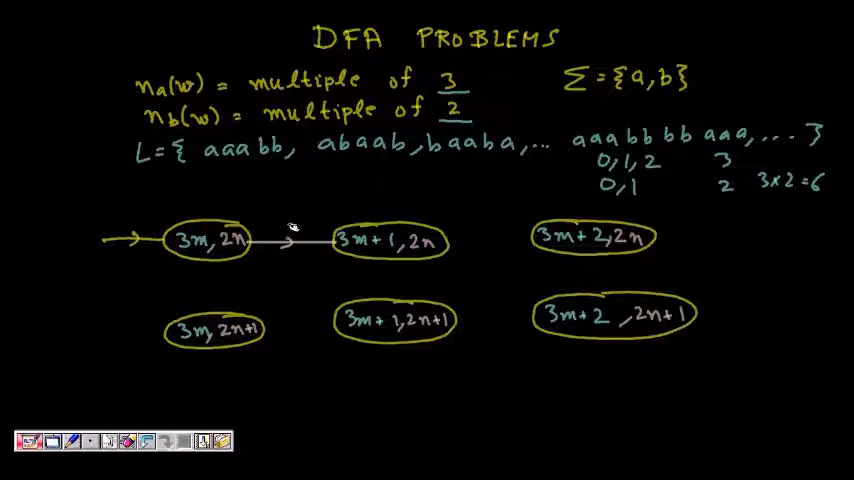 DFA PROBLEMS
na(w) = multiple of 3 Σ = {a,b}
nb(w) = multiple of 2
L={ aaabb, abaab, baaba, ... aaabbbbaaa, ... }
0,1,2 3
0,1 2 3×2=6
3m, 2n 3m+1, 2n 3m+2, 2n
3m, 2n+1 3m+1, 2n+1 3m+2, 2n+1